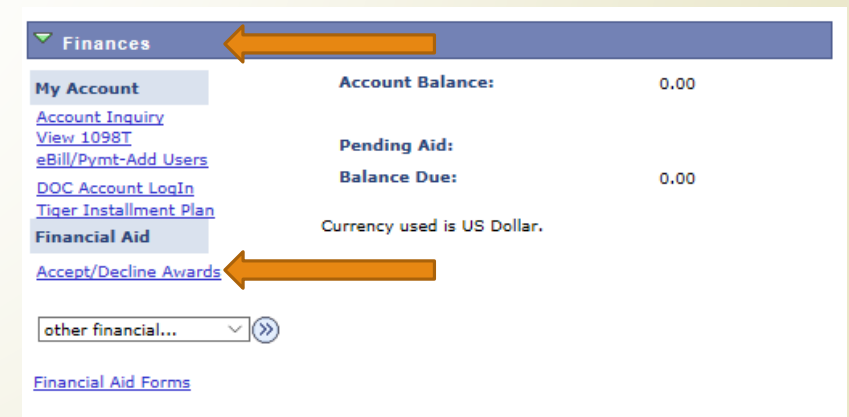 Finances
My Account
Account Balance: 0.00
Account Inquiry
View 1098T
Pending Aid:
eBill/Pymt-Add Users
Balance Due: 0.00
DOC Account LogIn
Tiger Installment Plan
Currency used is US Dollar.
Financial Aid
Accept/Decline Awards
other financial...
Financial Aid Forms